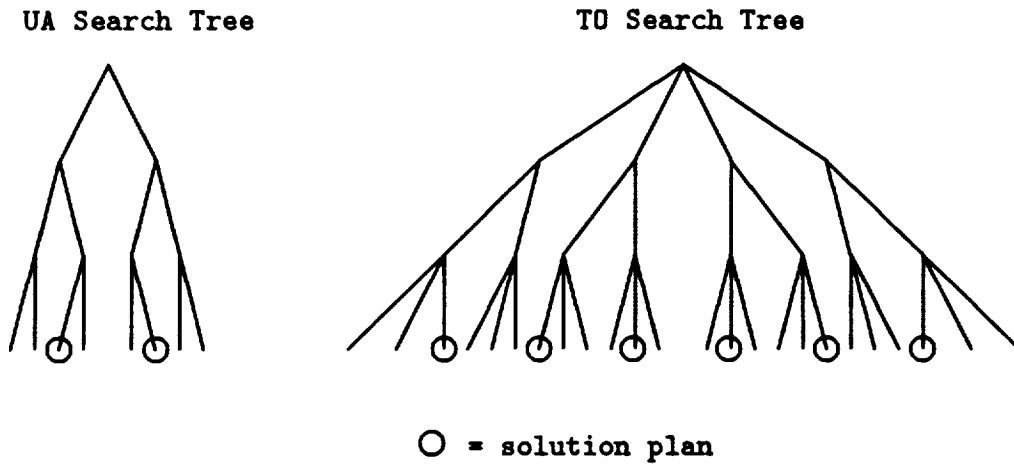 UA Search Tree
TO Search Tree
= solution plan